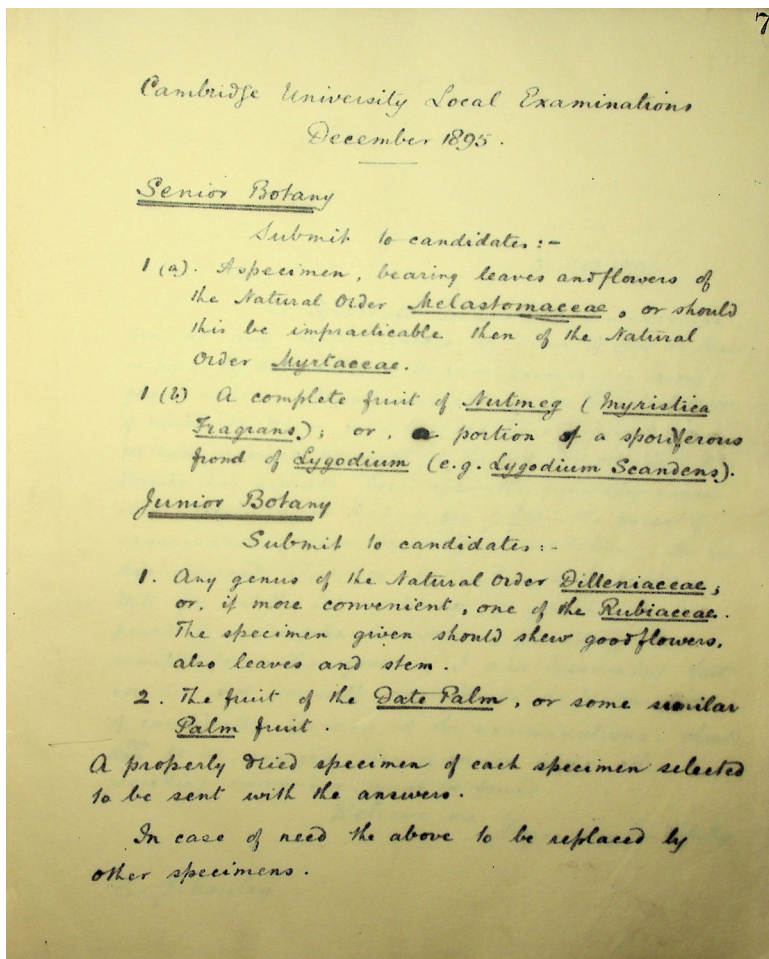 7
Cambridge University Local Examinations
December 1895.
Senior Botany
Submit to candidates:-
1 (a). A specimen, bearing leaves and flowers of
the Natural Order Melastomaceae, or should
this be impracticable then of the Natural
Order Myrtaceae.
1 (b) A complete fruit of Nutmeg (Myristica
Fragrans); or, a portion of a sporiferous
frond of Lygodium (e.g. Lygodium Scandens).
Junior Botany
Submit to candidates:-
1. Any genus of the Natural Order Dilleniaceae;
or, if more convenient, one of the Rubiaceae.
The specimen given should shew good flowers,
also leaves and stem.
2. The fruit of the Date Palm, or some similar
Palm fruit.
A properly dried specimen of each specimen selected
to be sent with the answers.
In case of need the above to be replaced by
other specimens.